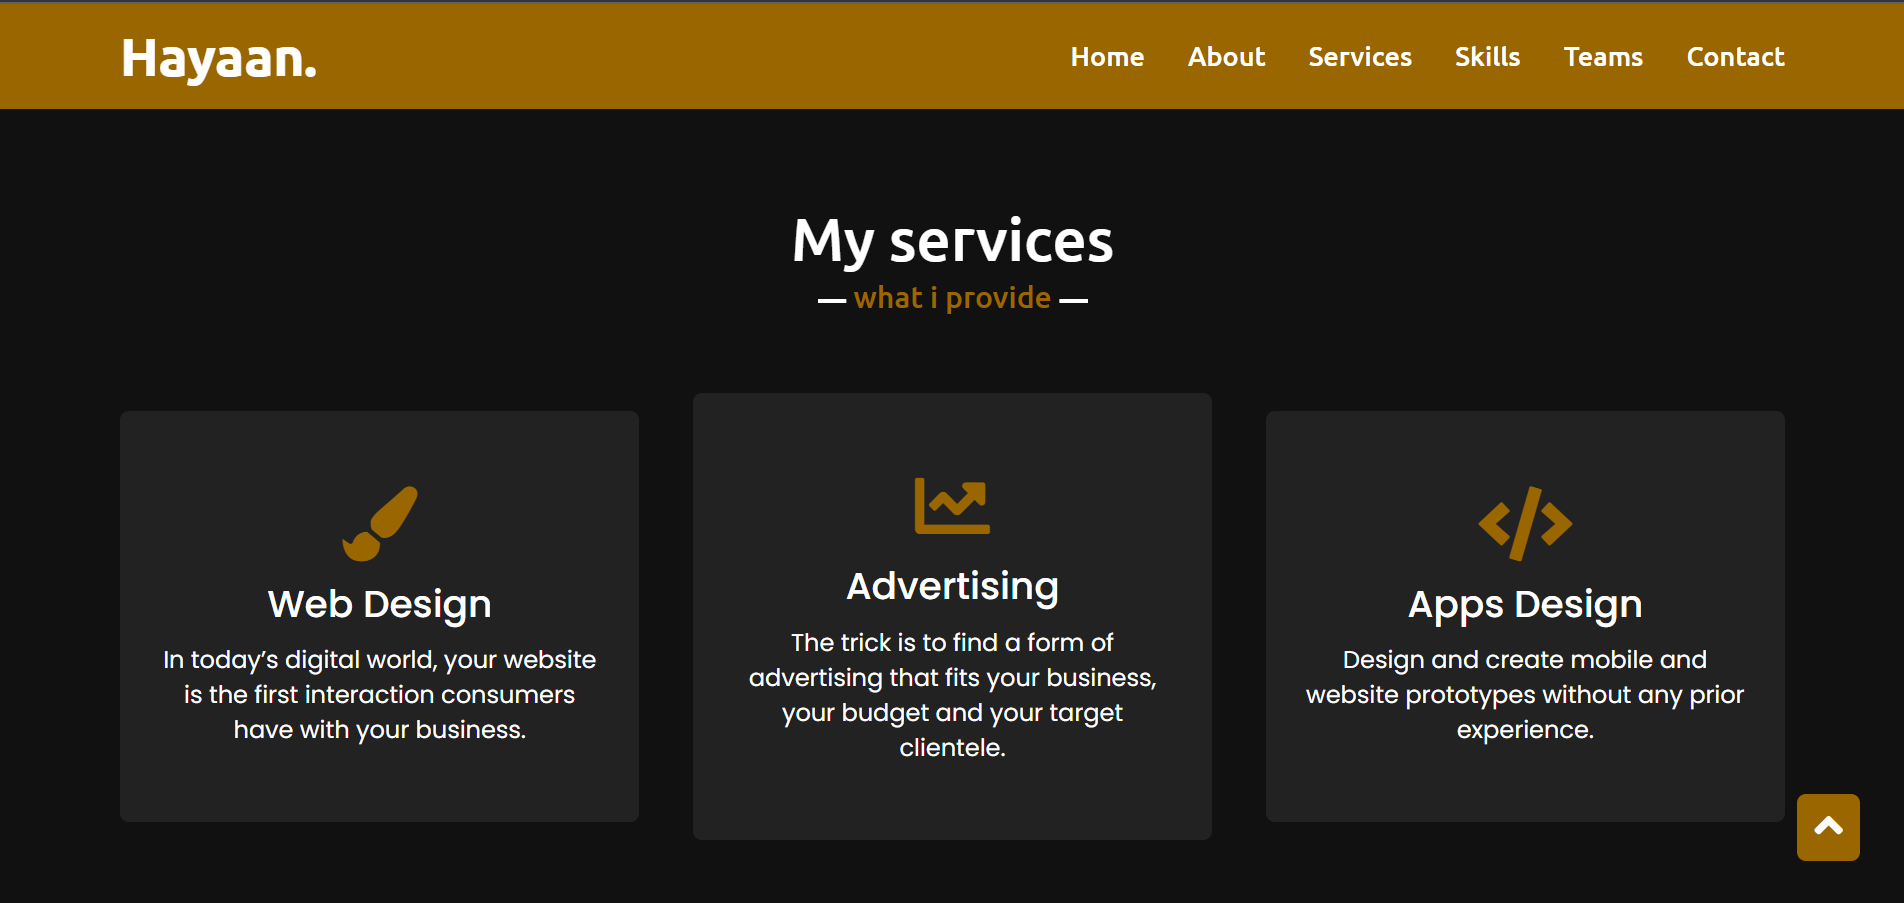 Hayaan.
Home About Services Skills Teams Contact
My services
— what i provide —
Web Design
In today’s digital world, your website
is the first interaction consumers
have with your business.
Advertising
The trick is to find a form of
advertising that fits your business,
your budget and your target
clientele.
Apps Design
Design and create mobile and
website prototypes without any prior
experience.